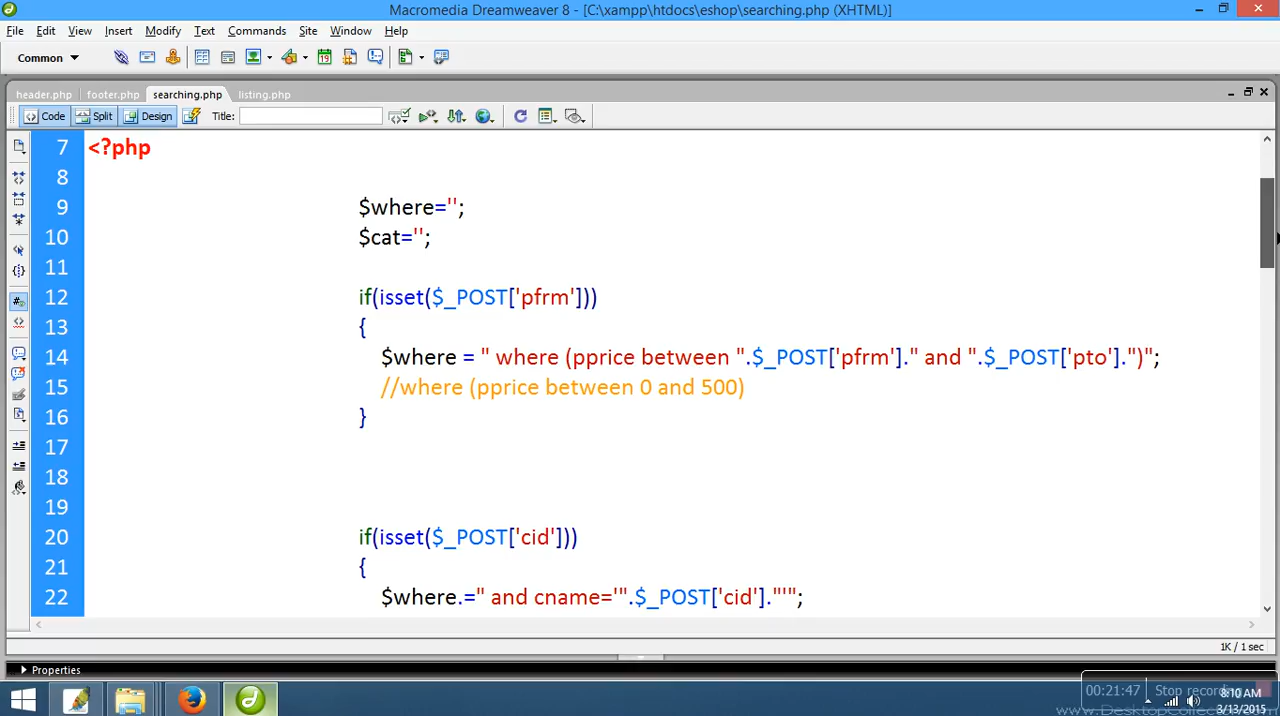 Macromedia Dreamweaver 8 - [C:\xampp\htdocs\eshop\searching.php (XHTML)]
File Edit View Insert Modify Text Commands Site Window Help
Common
header.php footer.php searching.php listing.php
Code Split Design Title:
7 <?php
8
9 $where='';
10 $cat='';
11
12 if(isset($_POST['pfrm']))
13 {
14 $where = " where (pprice between ".$_POST['pfrm']." and ".$_POST['pto'].")";
15 //where (pprice between 0 and 500)
16 }
17
18
19
20 if(isset($_POST['cid']))
21 {
22 $where.=" and cname='".$_POST['cid']."'";
1K / 1 sec
Properties
00:21:47 Stop recording
8:10 AM
3/13/2015